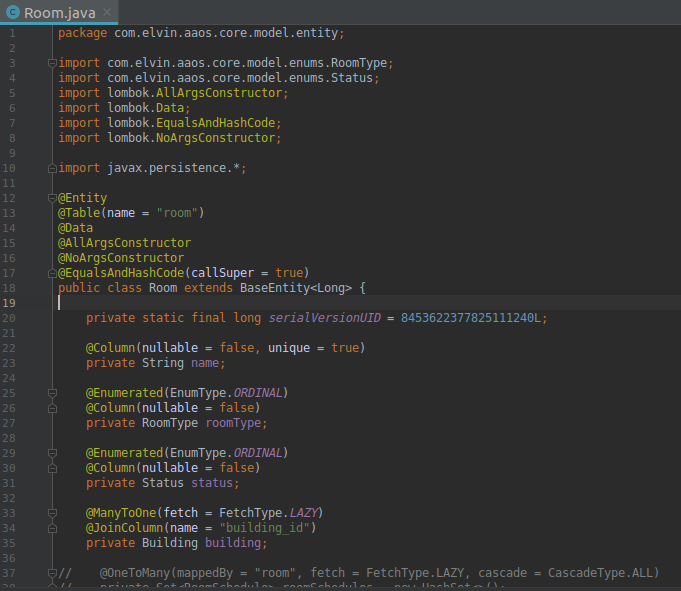 Room.java
1 package com.elvin.aaos.core.model.entity;
2
3 import com.elvin.aaos.core.model.enums.RoomType;
4 import com.elvin.aaos.core.model.enums.Status;
5 import lombok.AllArgsConstructor;
6 import lombok.Data;
7 import lombok.EqualsAndHashCode;
8 import lombok.NoArgsConstructor;
9
10 import javax.persistence.*;
11
12 @Entity
13 @Table(name = "room")
14 @Data
15 @AllArgsConstructor
16 @NoArgsConstructor
17 @EqualsAndHashCode(callSuper = true)
18 public class Room extends BaseEntity<Long> {
19
20 private static final long serialVersionUID = 8453622377825111240L;
21
22 @Column(nullable = false, unique = true)
23 private String name;
24
25 @Enumerated(EnumType.ORDINAL)
26 @Column(nullable = false)
27 private RoomType roomType;
28
29 @Enumerated(EnumType.ORDINAL)
30 @Column(nullable = false)
31 private Status status;
32
33 @ManyToOne(fetch = FetchType.LAZY)
34 @JoinColumn(name = "building_id")
35 private Building building;
36
37 // @OneToMany(mappedBy = "room", fetch = FetchType.LAZY, cascade = CascadeType.ALL)
38 // private Set<RoomSchedule> roomSchedules = new HashSet<>();